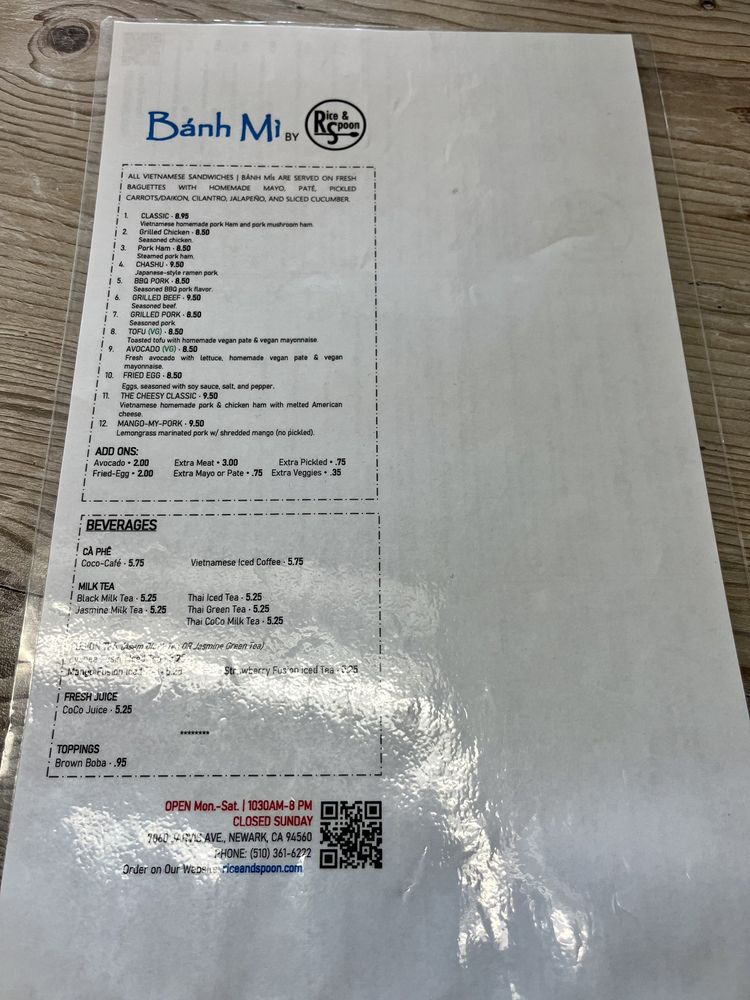 Bánh Mì BY Rice & Spoon
ALL VIETNAMESE SANDWICHES | BÁNH MÌs ARE SERVED ON FRESH
BAGUETTES WITH HOMEMADE MAYO, PATÉ, PICKLED
CARROTS/DAIKON, CILANTRO, JALAPEÑO, AND SLICED CUCUMBER.
1. CLASSIC - 8.95
Vietnamese homemade pork Ham and pork mushroom ham.
2. Grilled Chicken - 8.50
Seasoned chicken.
3. Pork Ham - 8.50
Steamed pork ham.
4. CHASHU - 9.50
Japanese-style ramen pork
5. BBQ PORK - 8.50
Seasoned BBQ pork flavor.
6. GRILLED BEEF - 9.50
Seasoned beef.
7. GRILLED PORK - 8.50
Seasoned pork
8. TOFU (VG) - 8.50
Toasted tofu with homemade vegan pate & vegan mayonnaise.
9. AVOCADO (VG) - 8.50
Fresh avocado with lettuce, homemade vegan pate & vegan
mayonnaise.
10. FRIED EGG - 8.50
Eggs, seasoned with soy sauce, salt, and pepper.
11. THE CHEESY CLASSIC - 9.50
Vietnamese homemade pork & chicken ham with melted American
cheese.
12. MANGO-MY-PORK - 9.50
Lemongrass marinated pork w/ shredded mango (no pickled).
ADD ONS:
Avocado • 2.00 Extra Meat • 3.00 Extra Pickled • .75
Fried-Egg • 2.00 Extra Mayo or Pate • .75 Extra Veggies • .35
BEVERAGES
CÀ PHÊ
Coco-Café - 5.75 Vietnamese Iced Coffee - 5.75
MILK TEA
Black Milk Tea - 5.25 Thai Iced Tea - 5.25
Jasmine Milk Tea - 5.25 Thai Green Tea - 5.25
Thai CoCo Milk Tea - 5.25
OR Jasmine Green Tea)
Mango Fusion 5.25 Strawberry Fusion iced Tea
FRESH JUICE
CoCo Juice - 5.25
********
TOPPINGS
Brown Boba - .95
OPEN Mon.-Sat. | 1030AM-8 PM
CLOSED SUNDAY
7060 JARVIS AVE., NEWARK, CA 94560
PHONE: (510) 361-6222
Order on Our Website riceandspoon.com